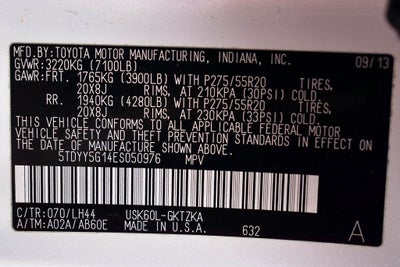 MFD.BY:TOYOTA MOTOR MANUFACTURING, INDIANA, INC.
GVWR:3220KG (7100LB) 09/13
GAWR:FRT. 1765KG (3900LB) WITH P275/55R20 TIRES,
20X8J RIMS, AT 210KPA (30PSI) COLD.
RR. 1940KG (4280LB) WITH P275/55R20 TIRES,
20X8J RIMS, AT 230KPA (33PSI) COLD.
THIS VEHICLE CONFORMS TO ALL APPLICABLE FEDERAL MOTOR
VEHICLE SAFETY AND THEFT PREVENTION STANDARDS IN EFFECT ON
THE DATE OF MANUFACTURE SHOWN ABOVE.
5TDYY5G14ES050976 MPV
C/TR:070/LH44 USK60L-GKTZKA
A/TM:A02A/AB60E MADE IN U.S.A. 632 A